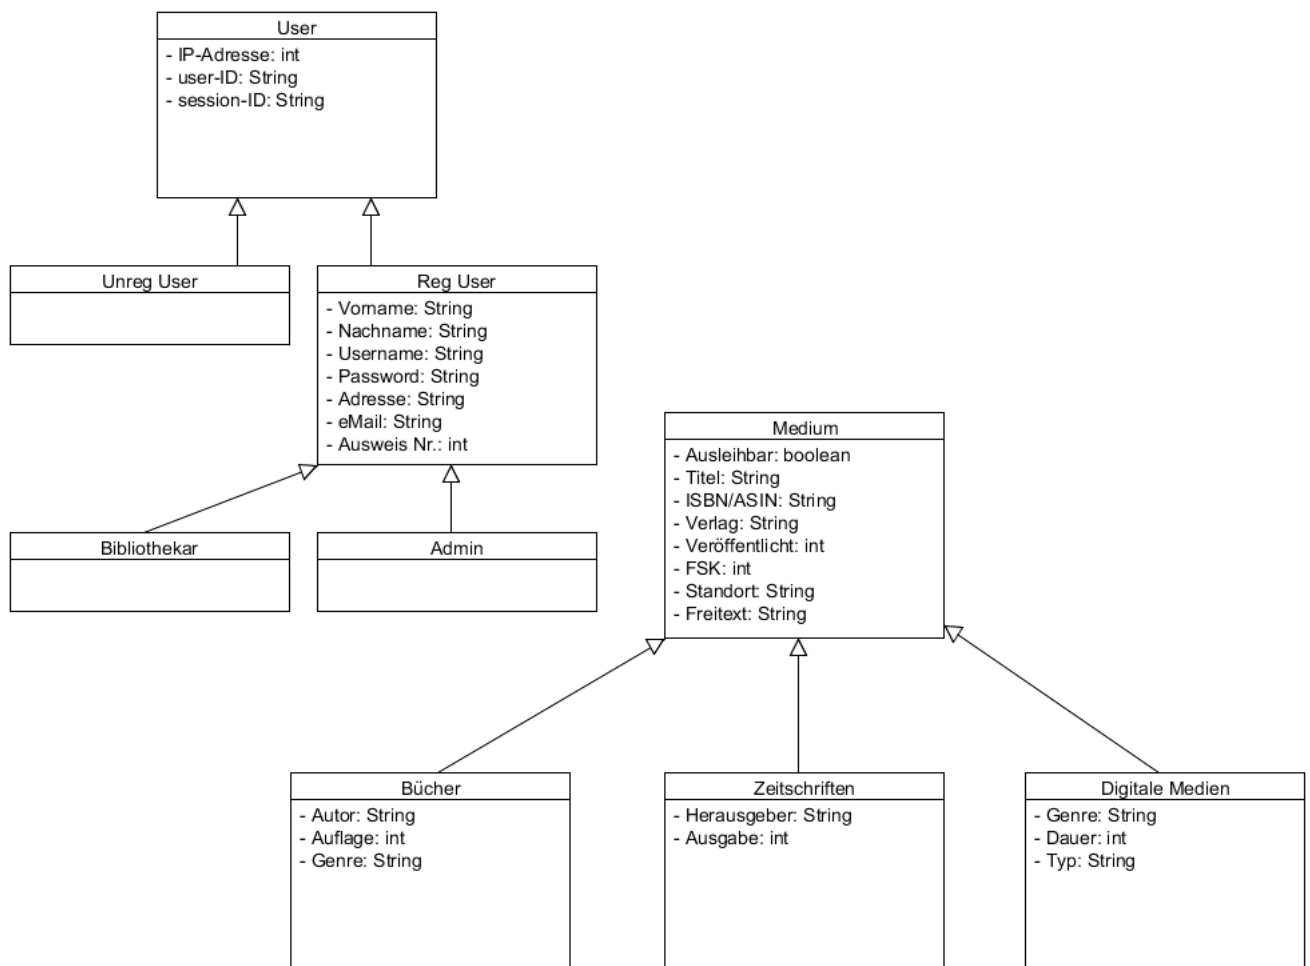 User
- IP-Adresse: int
- user-ID: String
- session-ID: String
Unreg User
Reg User
- Vorname: String
- Nachname: String
- Username: String
- Password: String
- Adresse: String
- eMail: String
- Ausweis Nr.: int
Bibliothekar
Admin
Medium
- Ausleihbar: boolean
- Titel: String
- ISBN/ASIN: String
- Verlag: String
- Veröffentlicht: int
- FSK: int
- Standort: String
- Freitext: String
Bücher
- Autor: String
- Auflage: int
- Genre: String
Zeitschriften
- Herausgeber: String
- Ausgabe: int
Digitale Medien
- Genre: String
- Dauer: int
- Typ: String